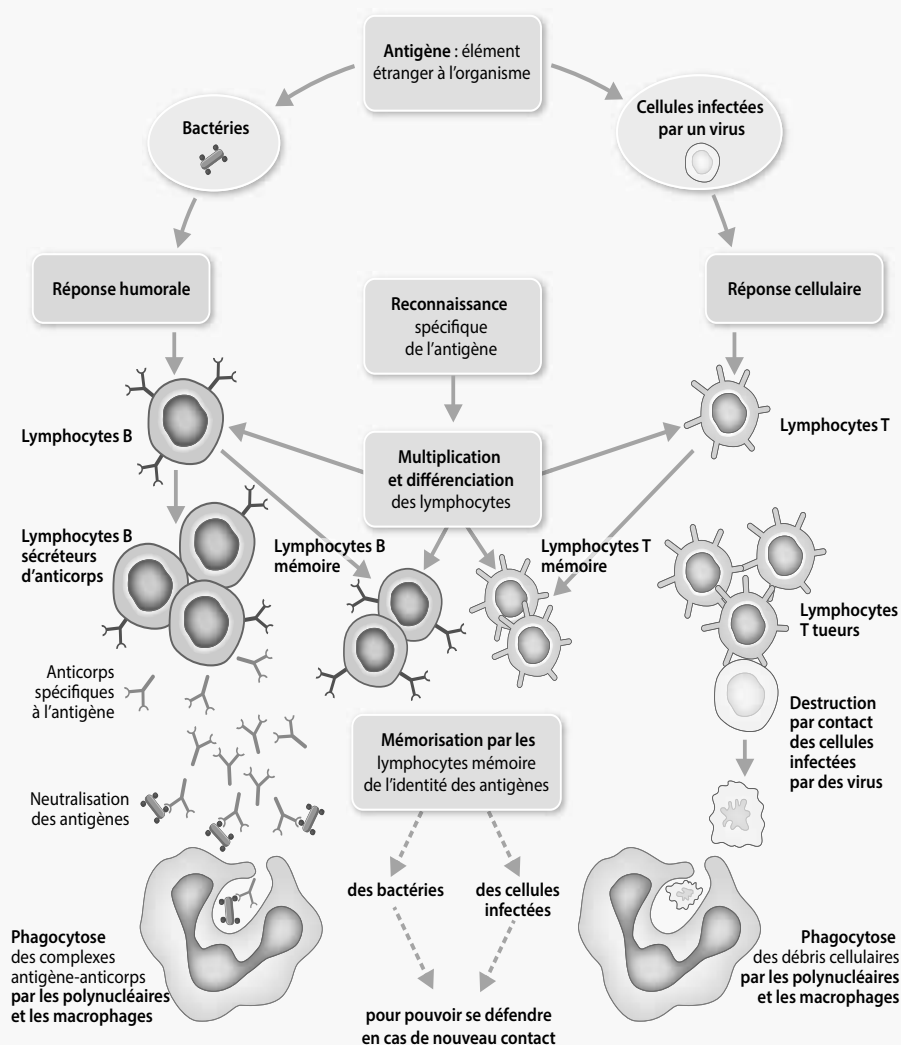 Antigène : élément
étranger à l'organisme
Bactéries
Cellules infectées
par un virus
Réponse humorale
Reconnaissance
spécifique
de l'antigène
Réponse cellulaire
Lymphocytes B
Multiplication
et différenciation
des lymphocytes
Lymphocytes T
Lymphocytes B
sécréteurs
d'anticorps
Lymphocytes B
mémoire
Lymphocytes T
mémoire
Lymphocytes
T tueurs
Anticorps
spécifiques
à l'antigène
Mémorisation par les
lymphocytes mémoire
de l'identité des antigènes
Destruction
par contact
des cellules
infectées
par des virus
Neutralisation
des antigènes
des bactéries
des cellules
infectées
Phagocytose
des complexes
antigène-anticorps
par les polynucléaires
et les macrophages
Phagocytose
des débris cellulaires
par les polynucléaires
et les macrophages
pour pouvoir se défendre
en cas de nouveau contact